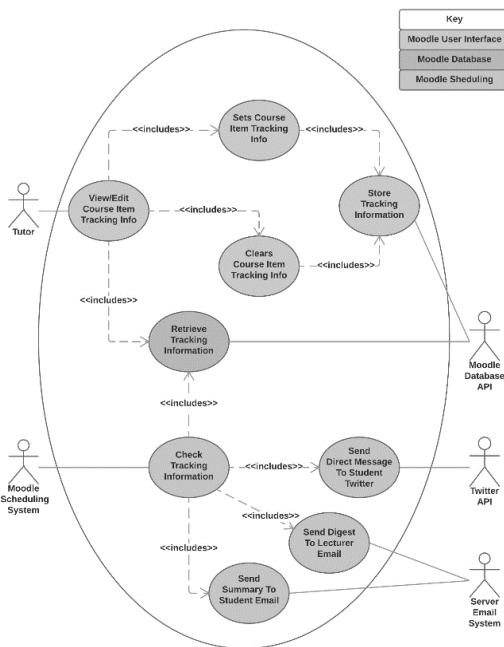 Key
Moodle User Interface
Moodle Database
Moodle Sheduling
Sets Course
Item Tracking
Info
<<includes>>
<<includes>>
View/Edit
Course Item
Tracking Info
Tutor
<<includes>>
Store
Tracking
Information
Clears
Course Item
Tracking Info
<<includes>>
<<includes>>
Retrieve
Tracking
Information
Moodle
Database
API
<<includes>>
Check
Tracking
Information
Moodle
Scheduling
System
<<includes>>
Send
Direct Message
To Student
Twitter
Twitter
API
<<includes>>
Send Digest
To Lecturer
Email
<<includes>>
Send
Summary To
Student Email
Server
Email
System